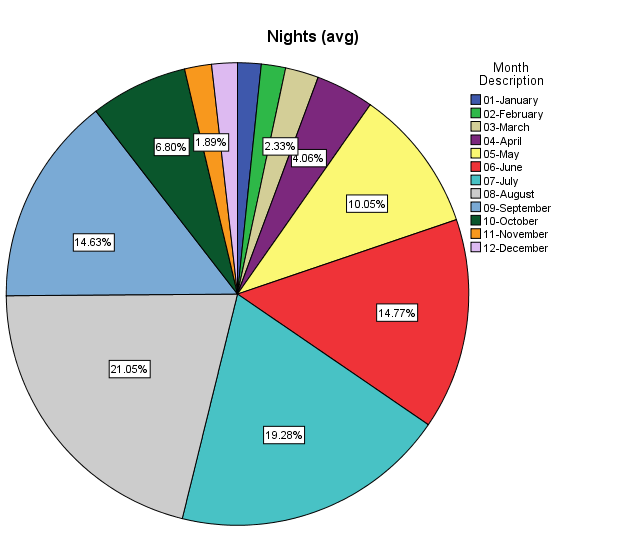 Nights (avg)
Month
Description
01-January
02-February
03-March
04-April
05-May
06-June
07-July
08-August
09-September
10-October
11-November
12-December
6.80%
1.89%
2.33%
4.06%
10.05%
14.63%
14.77%
21.05%
19.28%